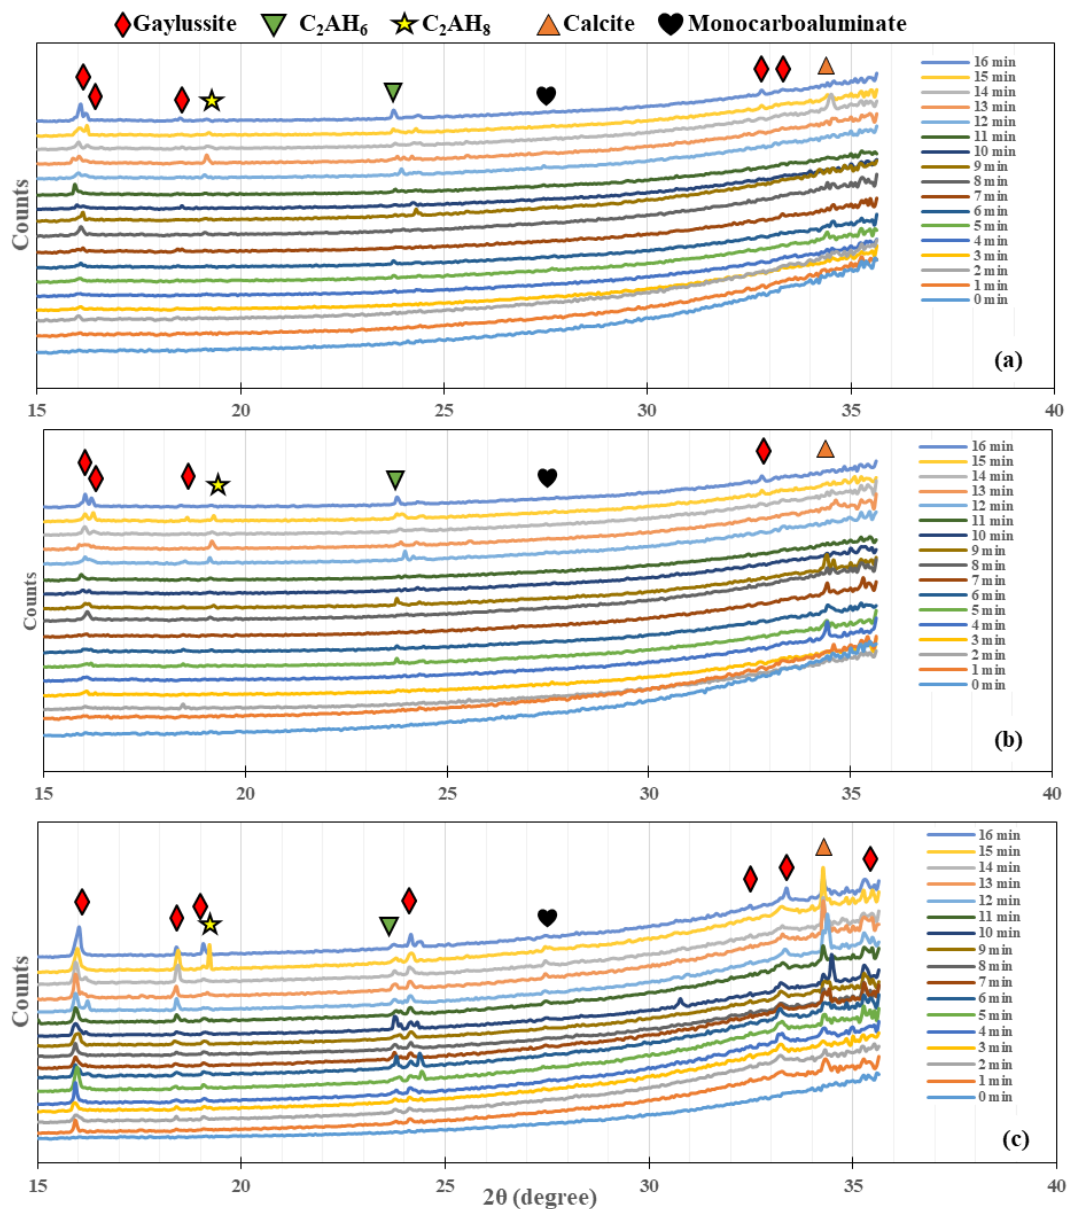 Gaylussite C₂AH₆ C₂AH₈ Calcite Monocarboaluminate
16 min
15 min
14 min
13 min
12 min
11 min
10 min
9 min
8 min
7 min
6 min
5 min
4 min
3 min
2 min
1 min
0 min
Counts
(a)
15 20 25 30 35 40
16 min
15 min
14 min
13 min
12 min
11 min
10 min
9 min
8 min
7 min
6 min
5 min
4 min
3 min
2 min
1 min
0 min
Counts
(b)
15 20 25 30 35 40
16 min
15 min
14 min
13 min
12 min
11 min
10 min
9 min
8 min
7 min
6 min
5 min
4 min
3 min
2 min
1 min
0 min
Counts
(c)
15 20 25 30 35 40
2θ (degree)